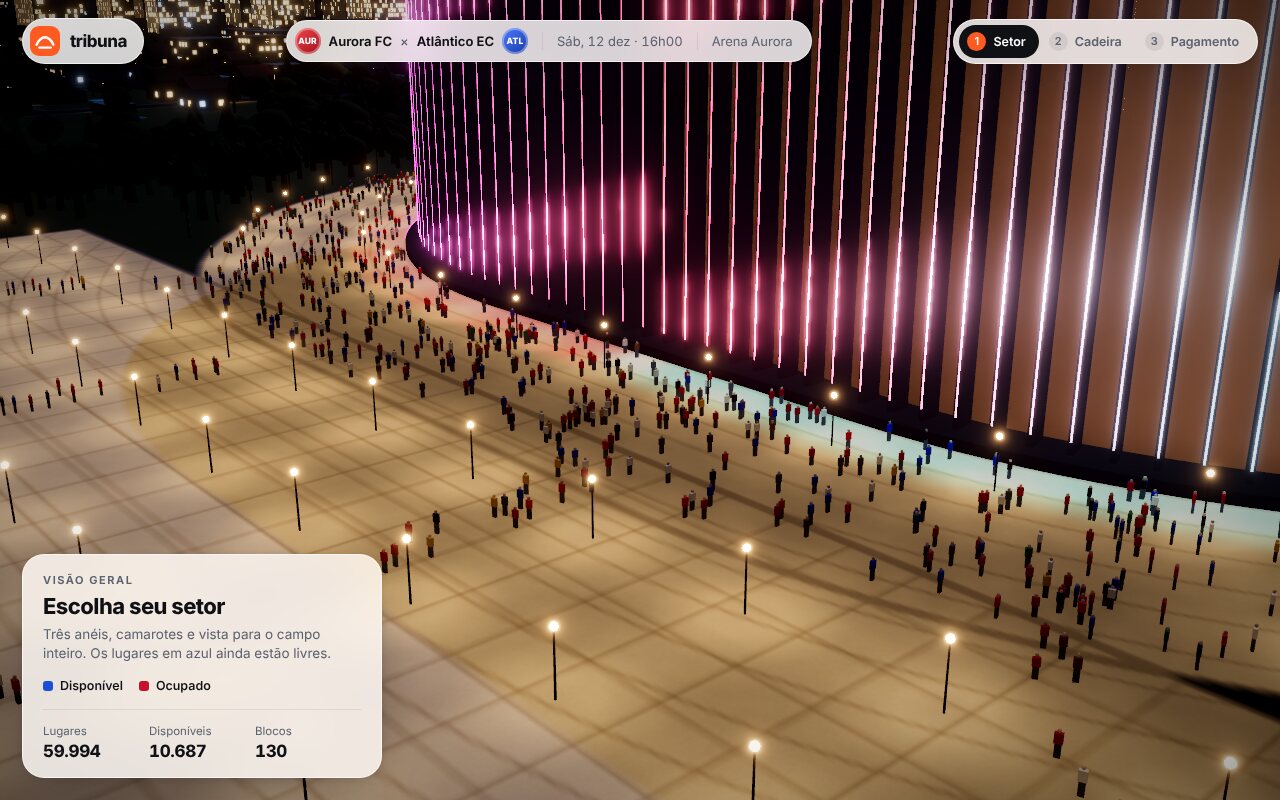 tribuna
AUR Aurora FC × Atlântico EC ATL Sáb, 12 dez · 16h00 Arena Aurora
1 Setor 2 Cadeira 3 Pagamento
VISÃO GERAL
Escolha seu setor
Três anéis, camarotes e vista para o campo
inteiro. Os lugares em azul ainda estão livres.
Disponível Ocupado
Lugares Disponíveis Blocos
59.994 10.687 130